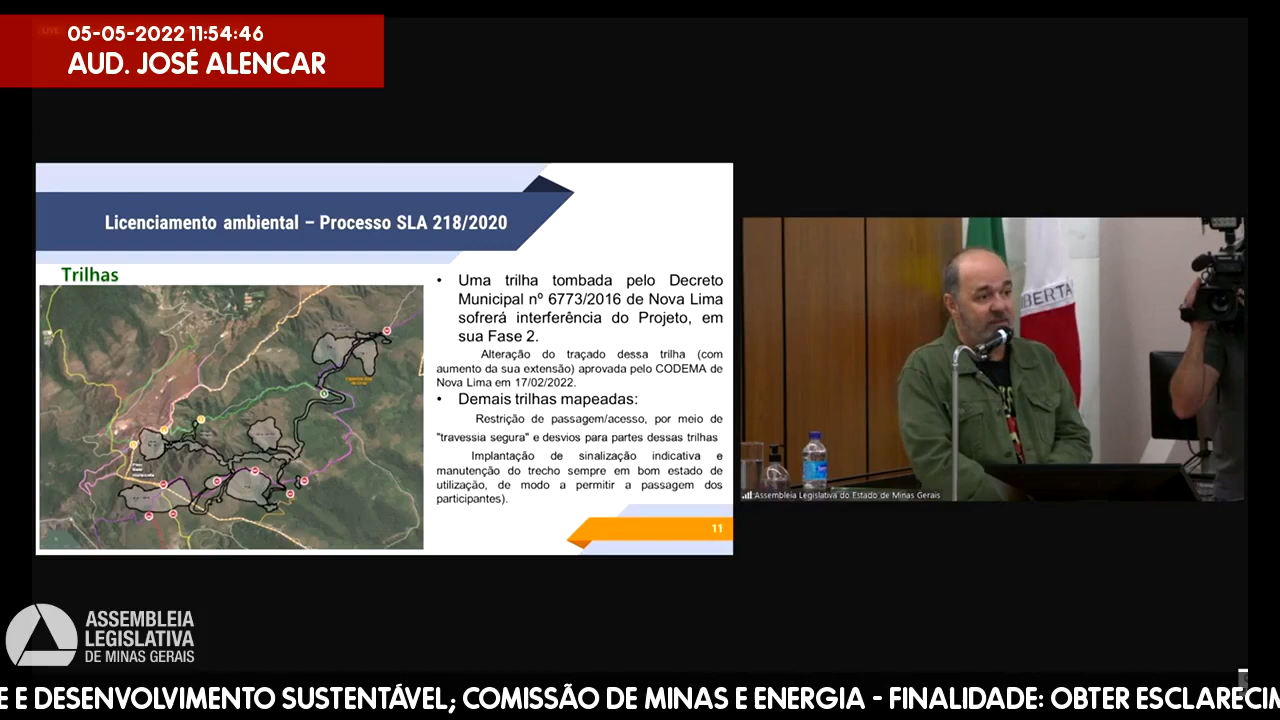 05-05-2022 11:54:46
AUD. JOSÉ ALENCAR
Licenciamento ambiental – Processo SLA 218/2020
Trilhas
• Uma trilha tombada pelo Decreto
Municipal nº 6773/2016 de Nova Lima
sofrerá interferência do Projeto, em
sua Fase 2.
Alteração do traçado dessa trilha (com
aumento da sua extensão) aprovada pelo CODEMA de
Nova Lima em 17/02/2022.
• Demais trilhas mapeadas:
Restrição de passagem/acesso, por meio de
"travessia segura" e desvios para partes dessas trilhas
Implantação de sinalização indicativa e
manutenção do trecho sempre em bom estado de
utilização, de modo a permitir a passagem dos
participantes).
11
IBERTA
Assembleia Legislativa do Estado de Minas Gerais
ASSEMBLEIA
LEGISLATIVA
DE MINAS GERAIS
E E DESENVOLVIMENTO SUSTENTÁVEL; COMISSÃO DE MINAS E ENERGIA - FINALIDADE: OBTER ESCLARECIM